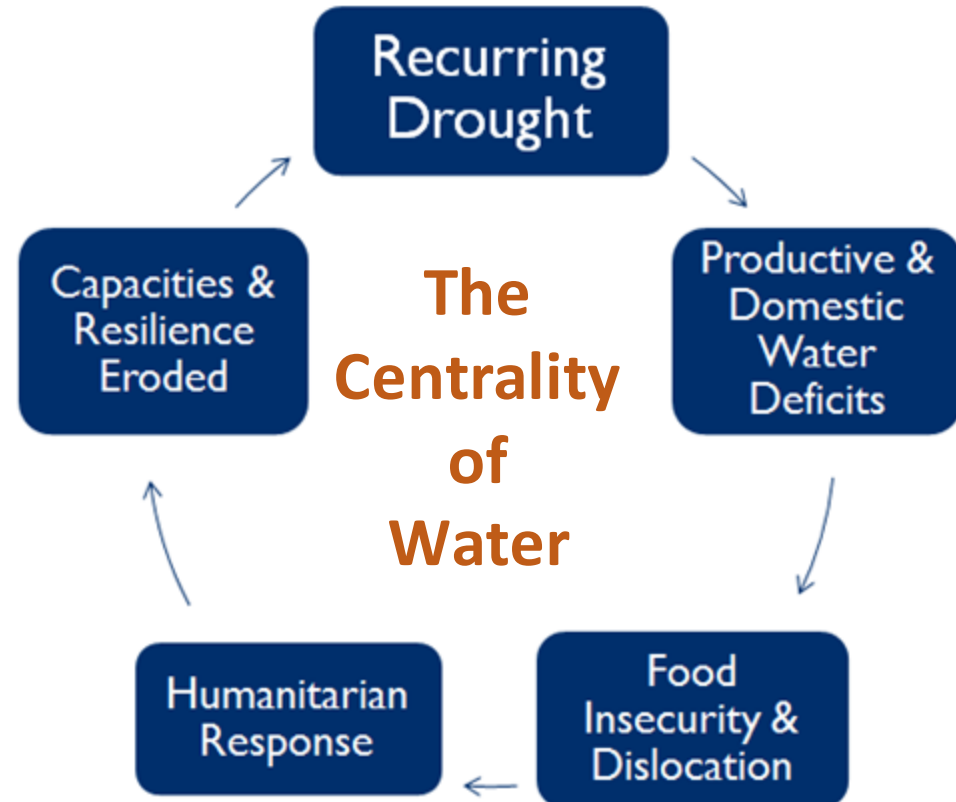 Recurring
Drought
Productive &
Domestic
Water
Deficits
Food
Insecurity &
Dislocation
Humanitarian
Response
Capacities &
Resilience
Eroded
The
Centrality
of
Water